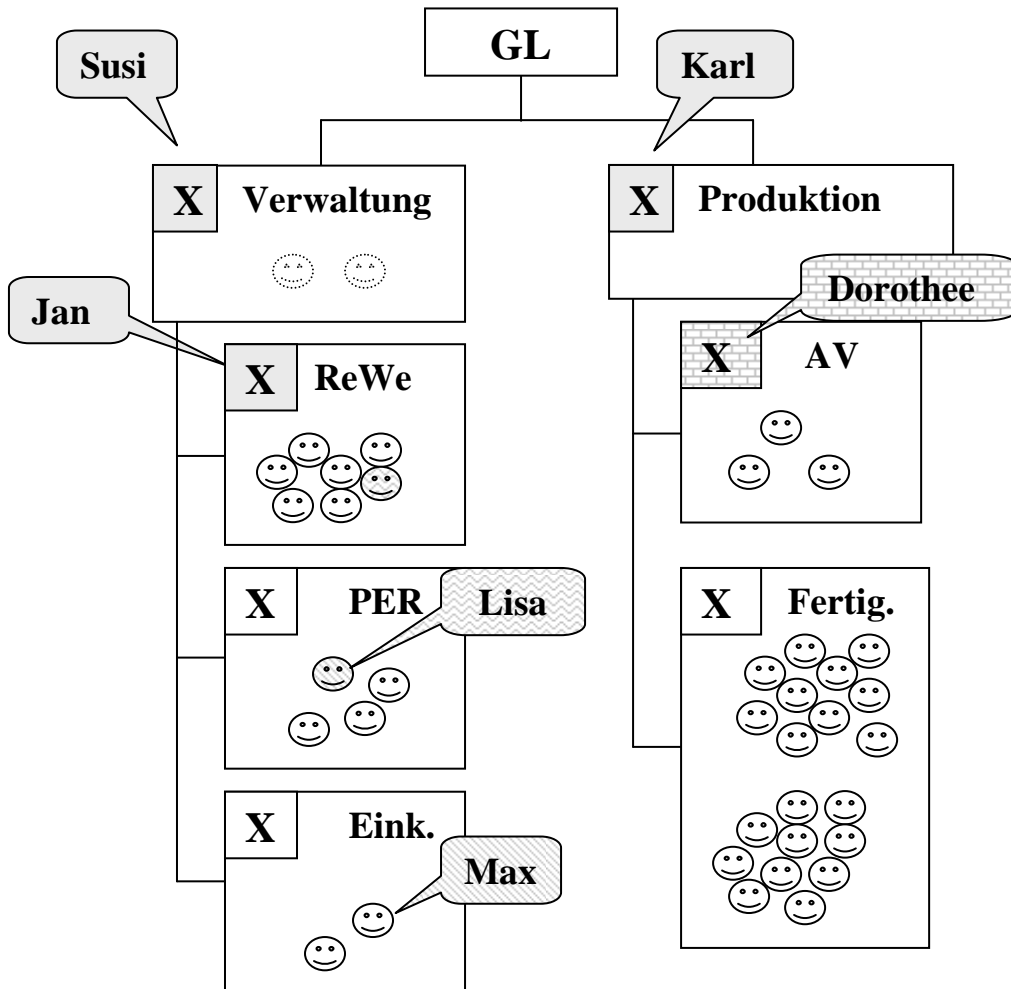 GL
Susi
Karl
X Verwaltung
X Produktion
Dorothee
Jan
X ReWe
X AV
X PER
Lisa
X Fertig.
X Eink.
Max